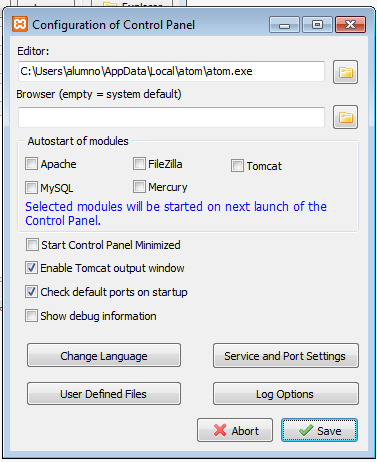 Explorer
Configuration of Control Panel
Editor:
C:\Users\alumno\AppData\Local\atom\atom.exe
Browser (empty = system default)
Autostart of modules
Apache FileZilla Tomcat
MySQL Mercury
Selected modules will be started on next launch of the
Control Panel.
Start Control Panel Minimized
Enable Tomcat output window
Check default ports on startup
Show debug information
Change Language Service and Port Settings
User Defined Files Log Options
Abort Save